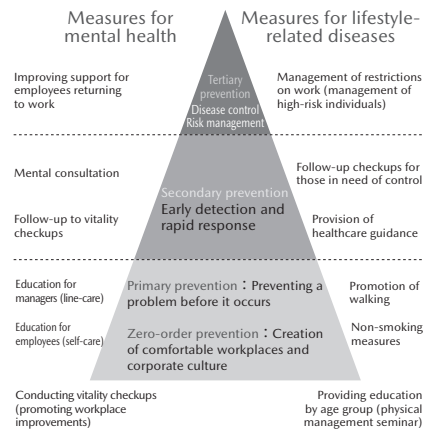 Measures for
mental health
Measures for lifestyle-
related diseases
Improving support for
employees returning
to work
Tertiary
prevention
Disease control
Risk management
Management of restrictions
on work (management of
high-risk individuals)
Mental consultation
Follow-up to vitality
checkups
Secondary prevention
Early detection and
rapid response
Follow-up checkups for
those in need of control
Provision of
healthcare guidance
Education for
managers (line-care)
Education for
employees (self-care)
Primary prevention：Preventing a
problem before it occurs
Zero-order prevention：Creation
of comfortable workplaces and
corporate culture
Promotion of
walking
Non-smoking
measures
Conducting vitality checkups
(promoting workplace
improvements)
Providing education
by age group (physical
management seminar)